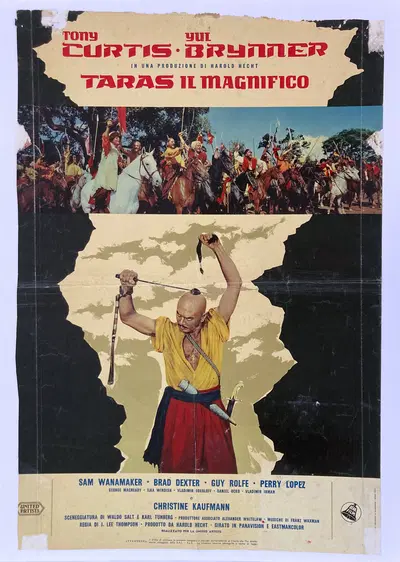 TONY YUL
CURTIS · BRYNNER
IN UNA PRODUZIONE DI HAROLD HECHT
TARAS IL MAGNIFICO
SAM WANAMAKER · BRAD DEXTER · GUY ROLFE · PERRY LOPEZ
GEORGE MACREADY · ILKA WINDISH · VLADIMIR SOKOLOFF · DANIEL OCKO · VLADIMIR IRMAN
E
CHRISTINE KAUFMANN
SCENEGGIATURA DI WALDO SALT E KARL TUNBERG · PRODUTTORE ASSOCIATO ALEXANDER WHITELAW · MUSICHE DI FRANZ WAXMAN
REGIA DI J. LEE THOMPSON · PRODOTTO DA HAROLD HECHT · GIRATO IN PANAVISION E EASTMANCOLOR
UNITED
ARTISTS